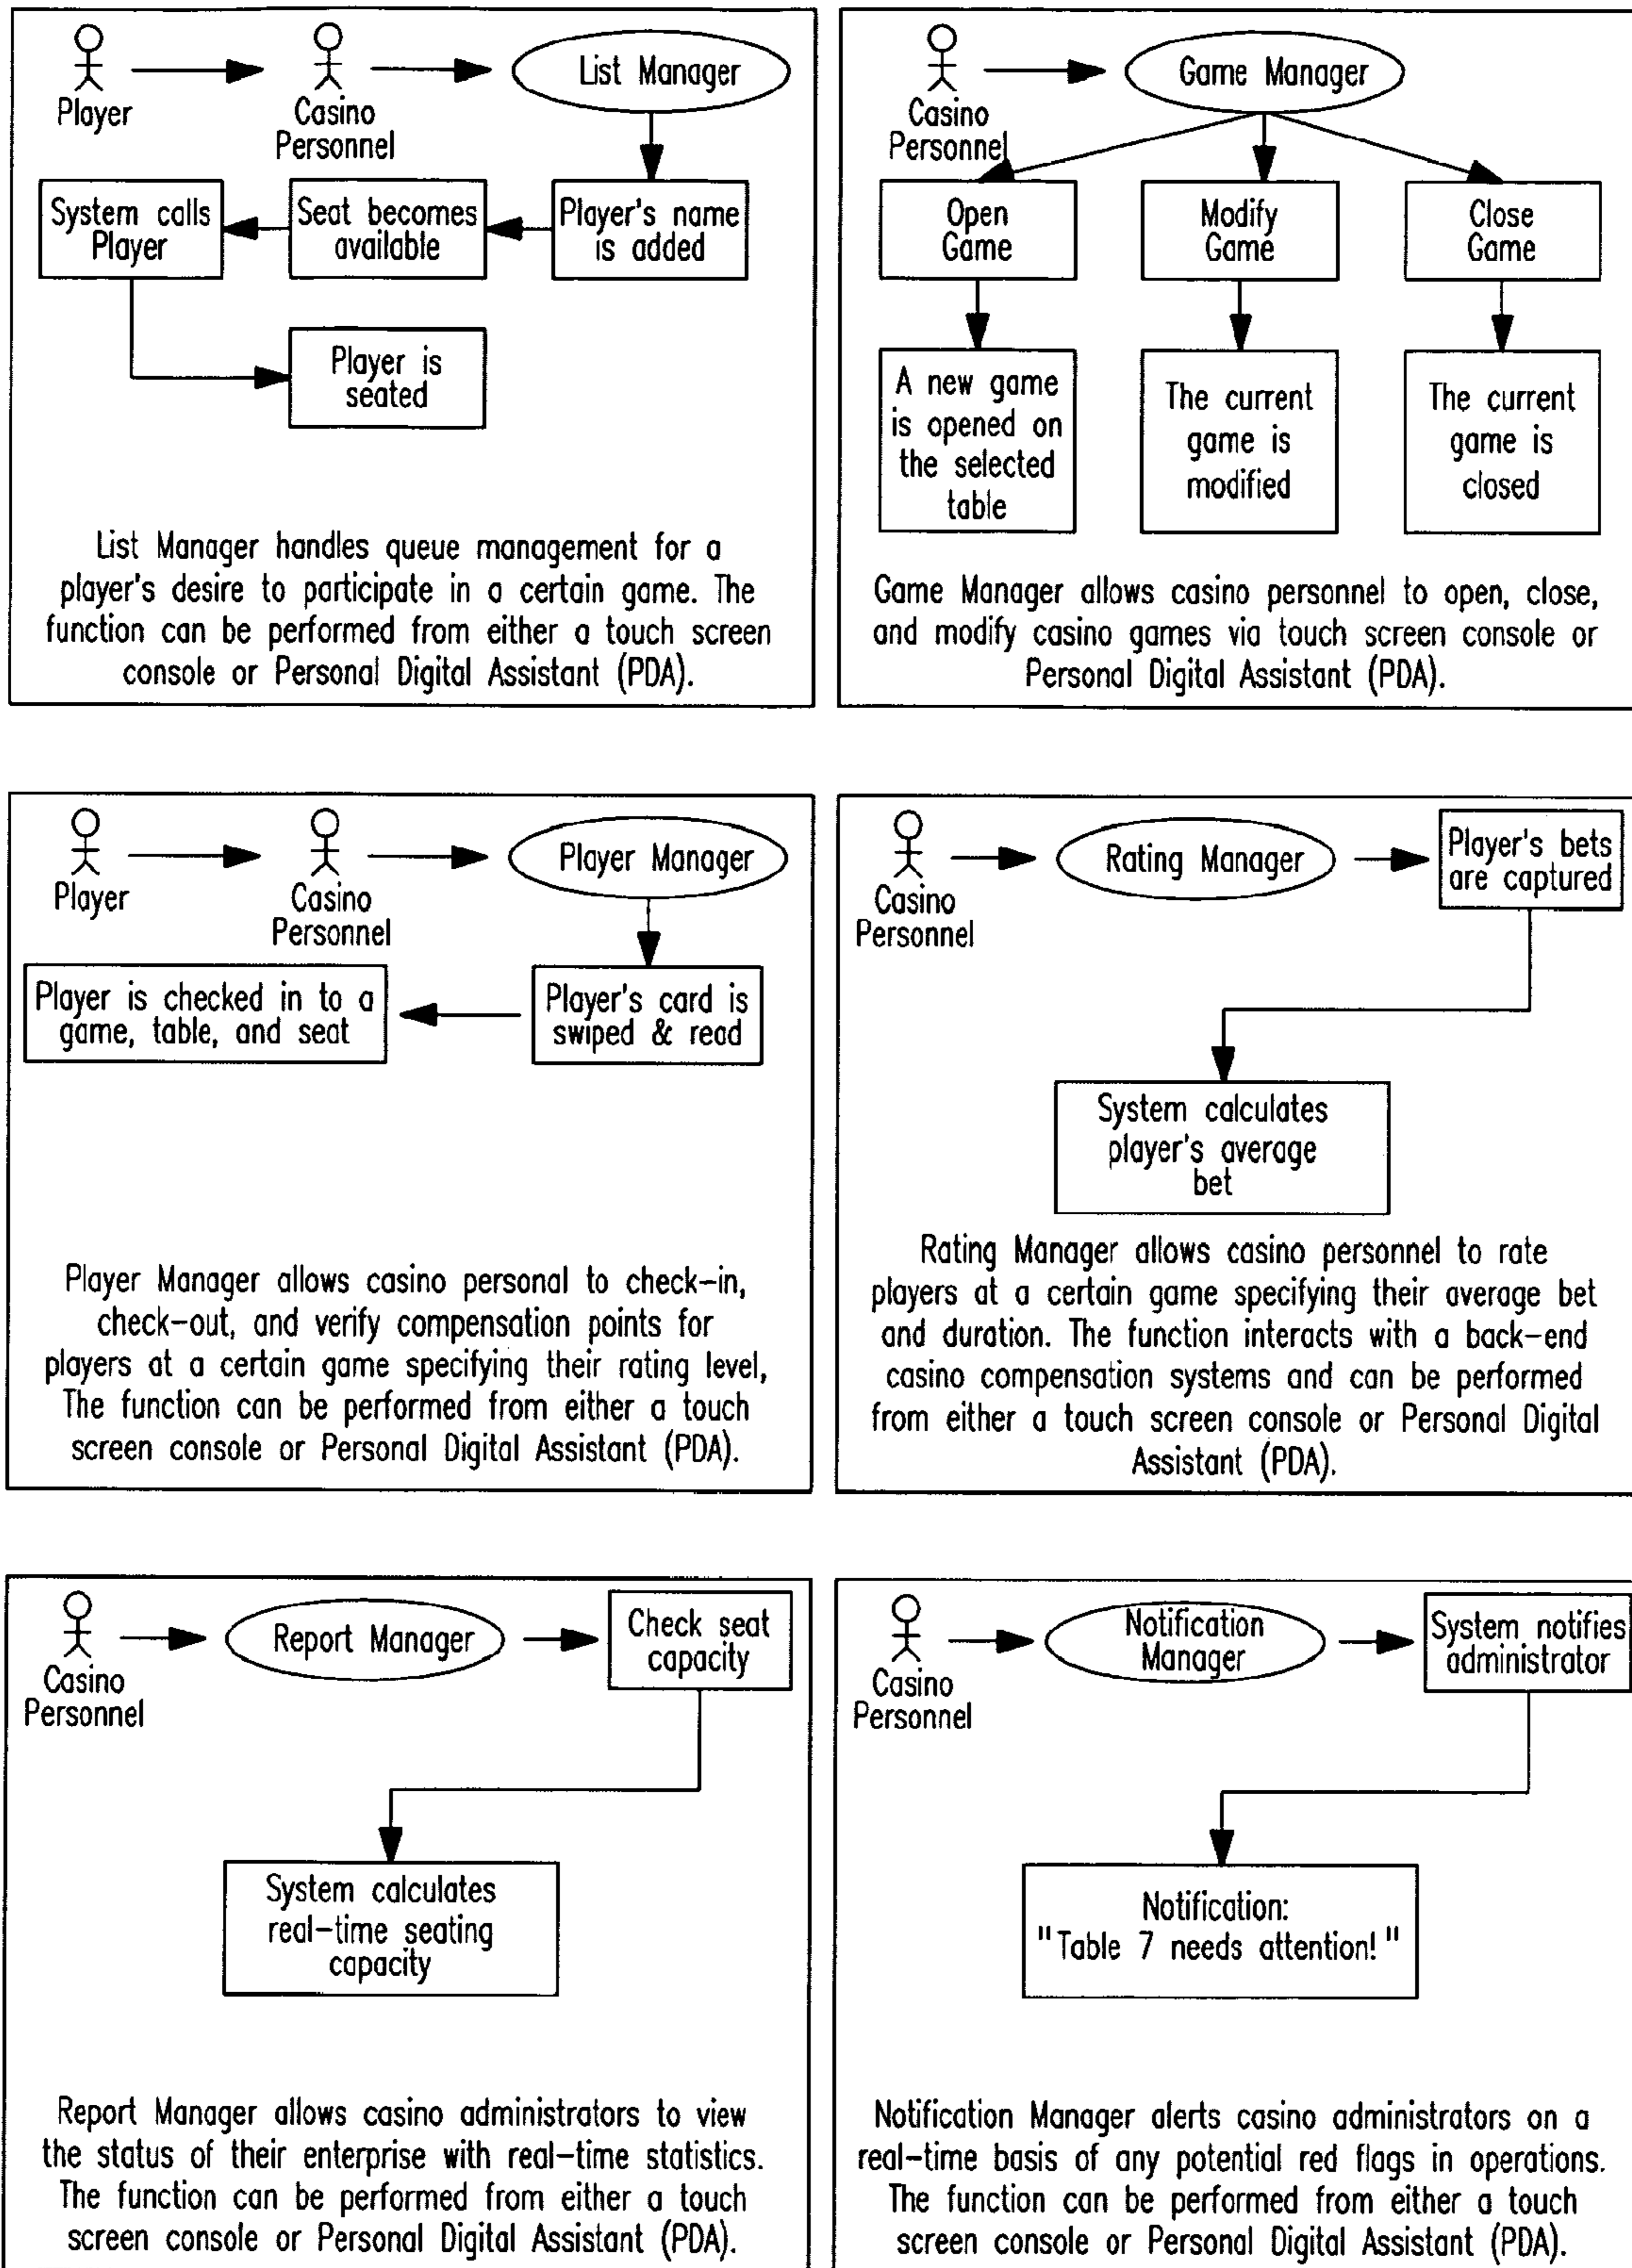 Player
Casino
Personnel
List Manager
System calls
Player
Seat becomes
available
Player's name
is added
Player is
seated
List Manager handles queue management for a
player's desire to participate in a certain game. The
function can be performed from either a touch screen
console or Personal Digital Assistant (PDA).
Casino
Personnel
Game Manager
Open
Game
Modify
Game
Close
Game
A new game
is opened on
the selected
table
The current
game is
modified
The current
game is
closed
Game Manager allows casino personnel to open, close,
and modify casino games via touch screen console or
Personal Digital Assistant (PDA).
Player
Casino
Personnel
Player Manager
Player is checked in to a
game, table, and seat
Player's card is
swiped & read
Player Manager allows casino personal to check-in,
check-out, and verify compensation points for
players at a certain game specifying their rating level,
The function can be performed from either a touch
screen console or Personal Digital Assistant (PDA).
Casino
Personnel
Rating Manager
Player's bets
are captured
System calculates
player's average
bet
Rating Manager allows casino personnel to rate
players at a certain game specifying their average bet
and duration. The function interacts with a back-end
casino compensation systems and can be performed
from either a touch screen console or Personal Digital
Assistant (PDA).
Casino
Personnel
Report Manager
Check seat
capacity
System calculates
real-time seating
capacity
Report Manager allows casino administrators to view
the status of their enterprise with real-time statistics.
The function can be performed from either a touch
screen console or Personal Digital Assistant (PDA).
Casino
Personnel
Notification
Manager
System notifies
administrator
Notification:
"Table 7 needs attention!"
Notification Manager alerts casino administrators on a
real-time basis of any potential red flags in operations.
The function can be performed from either a touch
screen console or Personal Digital Assistant (PDA).